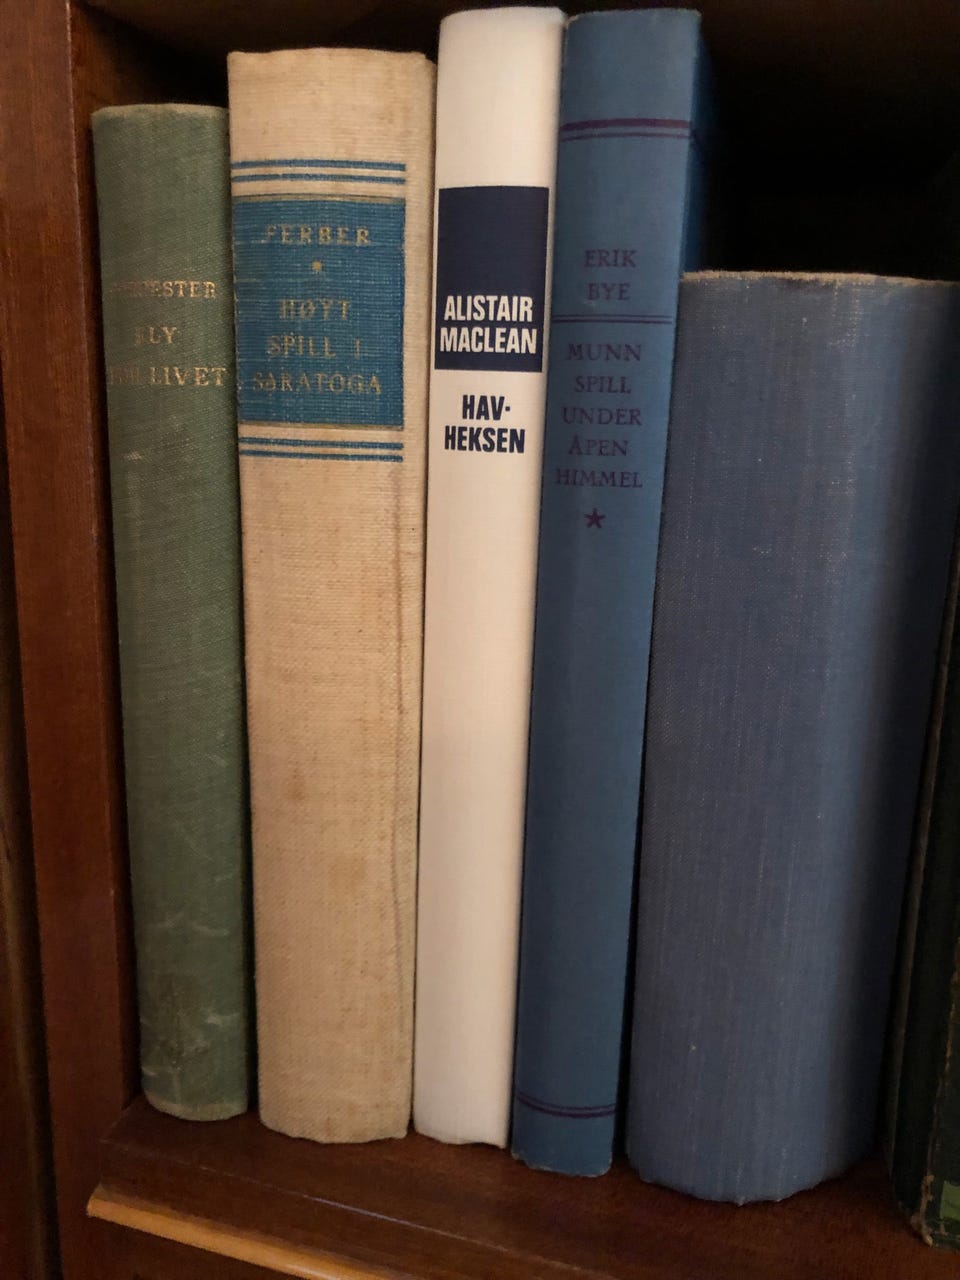 FLY
LIVET
FERBER
HØYT
SPILL I
SARATOGA
ALISTAIR
MACLEAN
HAV-
HEKSEN
ERIK
BYE
MUNN
SPILL
UNDER
ÅPEN
HIMMEL